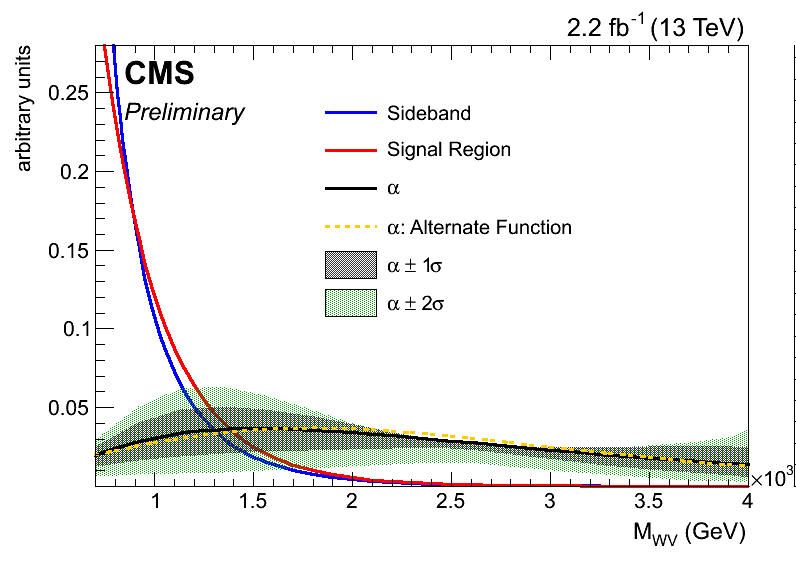 2.2 fb⁻¹ (13 TeV)
arbitrary units
CMS
Preliminary
Sideband
Signal Region
α
α: Alternate Function
α ± 1σ
α ± 2σ
0.25
0.2
0.15
0.1
0.05
1 1.5 2 2.5 3 3.5 4
×10³
M_WV (GeV)